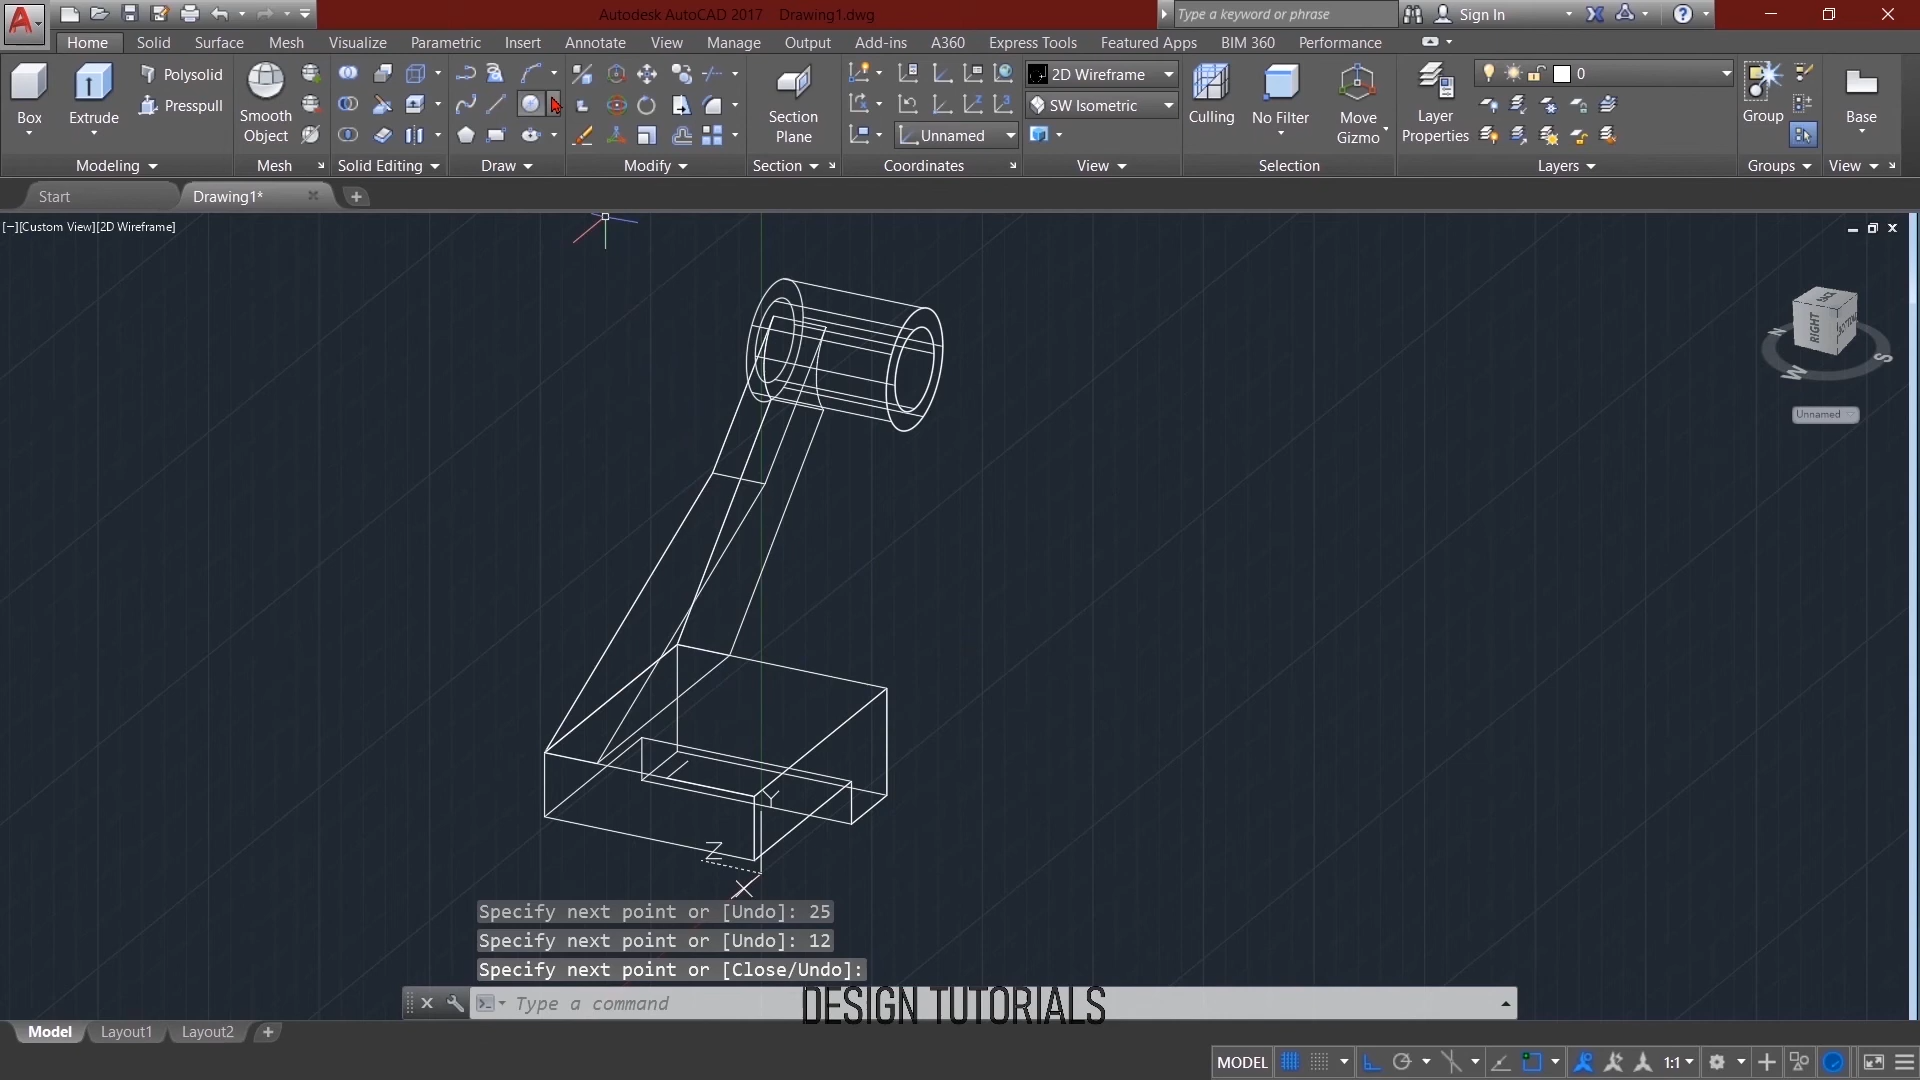 Autodesk AutoCAD 2017 Drawing1.dwg
Type a keyword or phrase
Sign In
Home Solid Surface Mesh Visualize Parametric Insert Annotate View Manage Output Add-ins A360 Express Tools Featured Apps BIM 360 Performance
Box
Extrude
Polysolid
Presspull
Smooth
Object
Section
Plane
Unnamed
2D Wireframe
SW Isometric
Culling
No Filter
Move
Gizmo
Layer
Properties
0
Group
Base
Modeling
Mesh
Solid Editing
Draw
Modify
Section
Coordinates
View
Selection
Layers
Groups
View
Start
Drawing1*
[−][Custom View][2D Wireframe]
BACK
RIGHT
N
S
W
Unnamed
Y
Z
X
Specify next point or [Undo]: 25
Specify next point or [Undo]: 12
Specify next point or [Close/Undo]:
Type a command
DESIGN TUTORIALS
Model Layout1 Layout2
MODEL
1:1